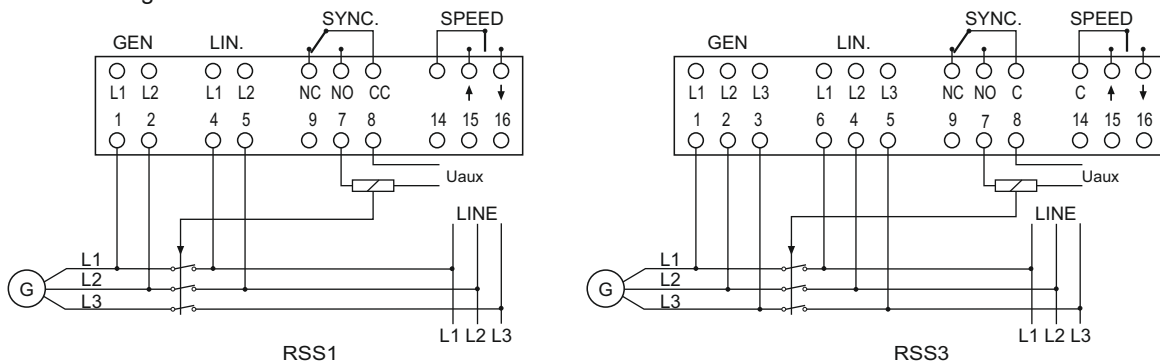 SYNC. SPEED SYNC. SPEED
GEN LIN. GEN LIN.
L1 L2 L1 L2 NC NO CC L1 L2 L3 L1 L2 L3 NC NO C C
1 2 4 5 9 7 8 14 15 16 1 2 3 6 4 5 9 7 8 14 15 16
Uaux Uaux
LINE LINE
L1 L1
G L2 G L2
L3 L3
L1 L2 L3 L1 L2 L3
RSS1 RSS3